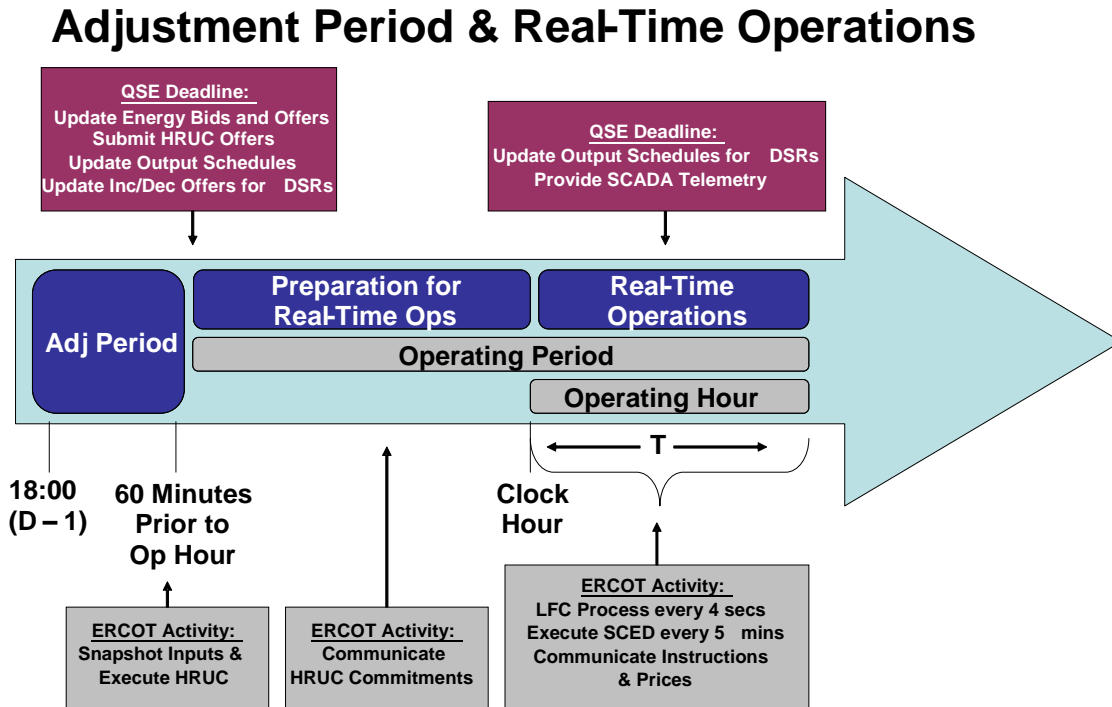 Adjustment Period & Real-Time Operations
QSE Deadline:
Update Energy Bids and Offers
Submit HRUC Offers
Update Output Schedules
Update Inc/Dec Offers for DSRs
QSE Deadline:
Update Output Schedules for DSRs
Provide SCADA Telemetry
Adj Period
Preparation for
Real-Time Ops
Real-Time
Operations
Operating Period
Operating Hour
T
18:00
(D – 1)
60 Minutes
Prior to
Op Hour
Clock
Hour
ERCOT Activity:
Snapshot Inputs &
Execute HRUC
ERCOT Activity:
Communicate
HRUC Commitments
ERCOT Activity:
LFC Process every 4 secs
Execute SCED every 5 mins
Communicate Instructions
& Prices